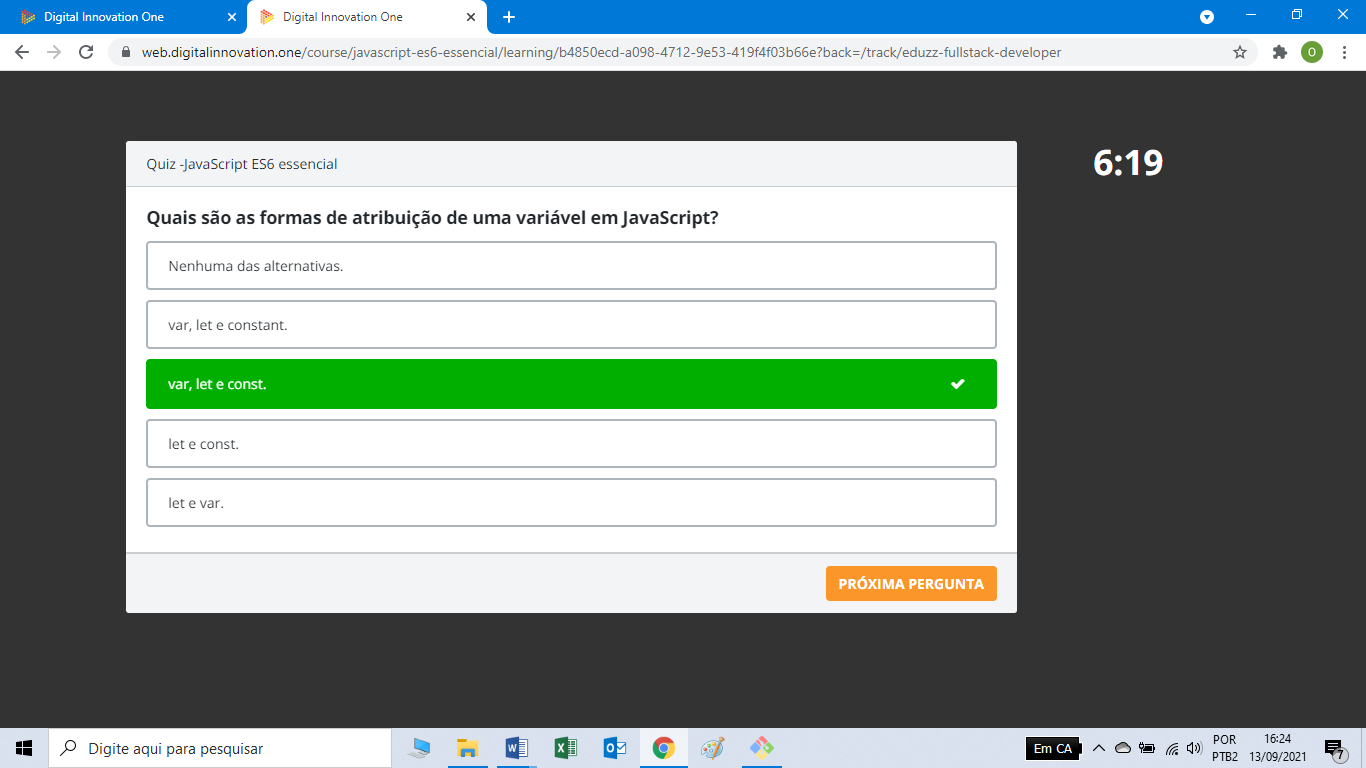 Digital Innovation One
Digital Innovation One
web.digitalinnovation.one/course/javascript-es6-essencial/learning/b4850ecd-a098-4712-9e53-419f4f03b66e?back=/track/eduzz-fullstack-developer
O
Quiz -JavaScript ES6 essencial
6:19
Quais são as formas de atribuição de uma variável em JavaScript?
Nenhuma das alternativas.
var, let e constant.
var, let e const.
let e const.
let e var.
PRÓXIMA PERGUNTA
Digite aqui para pesquisar
Em CA
POR
PTB2
16:24
13/09/2021
7